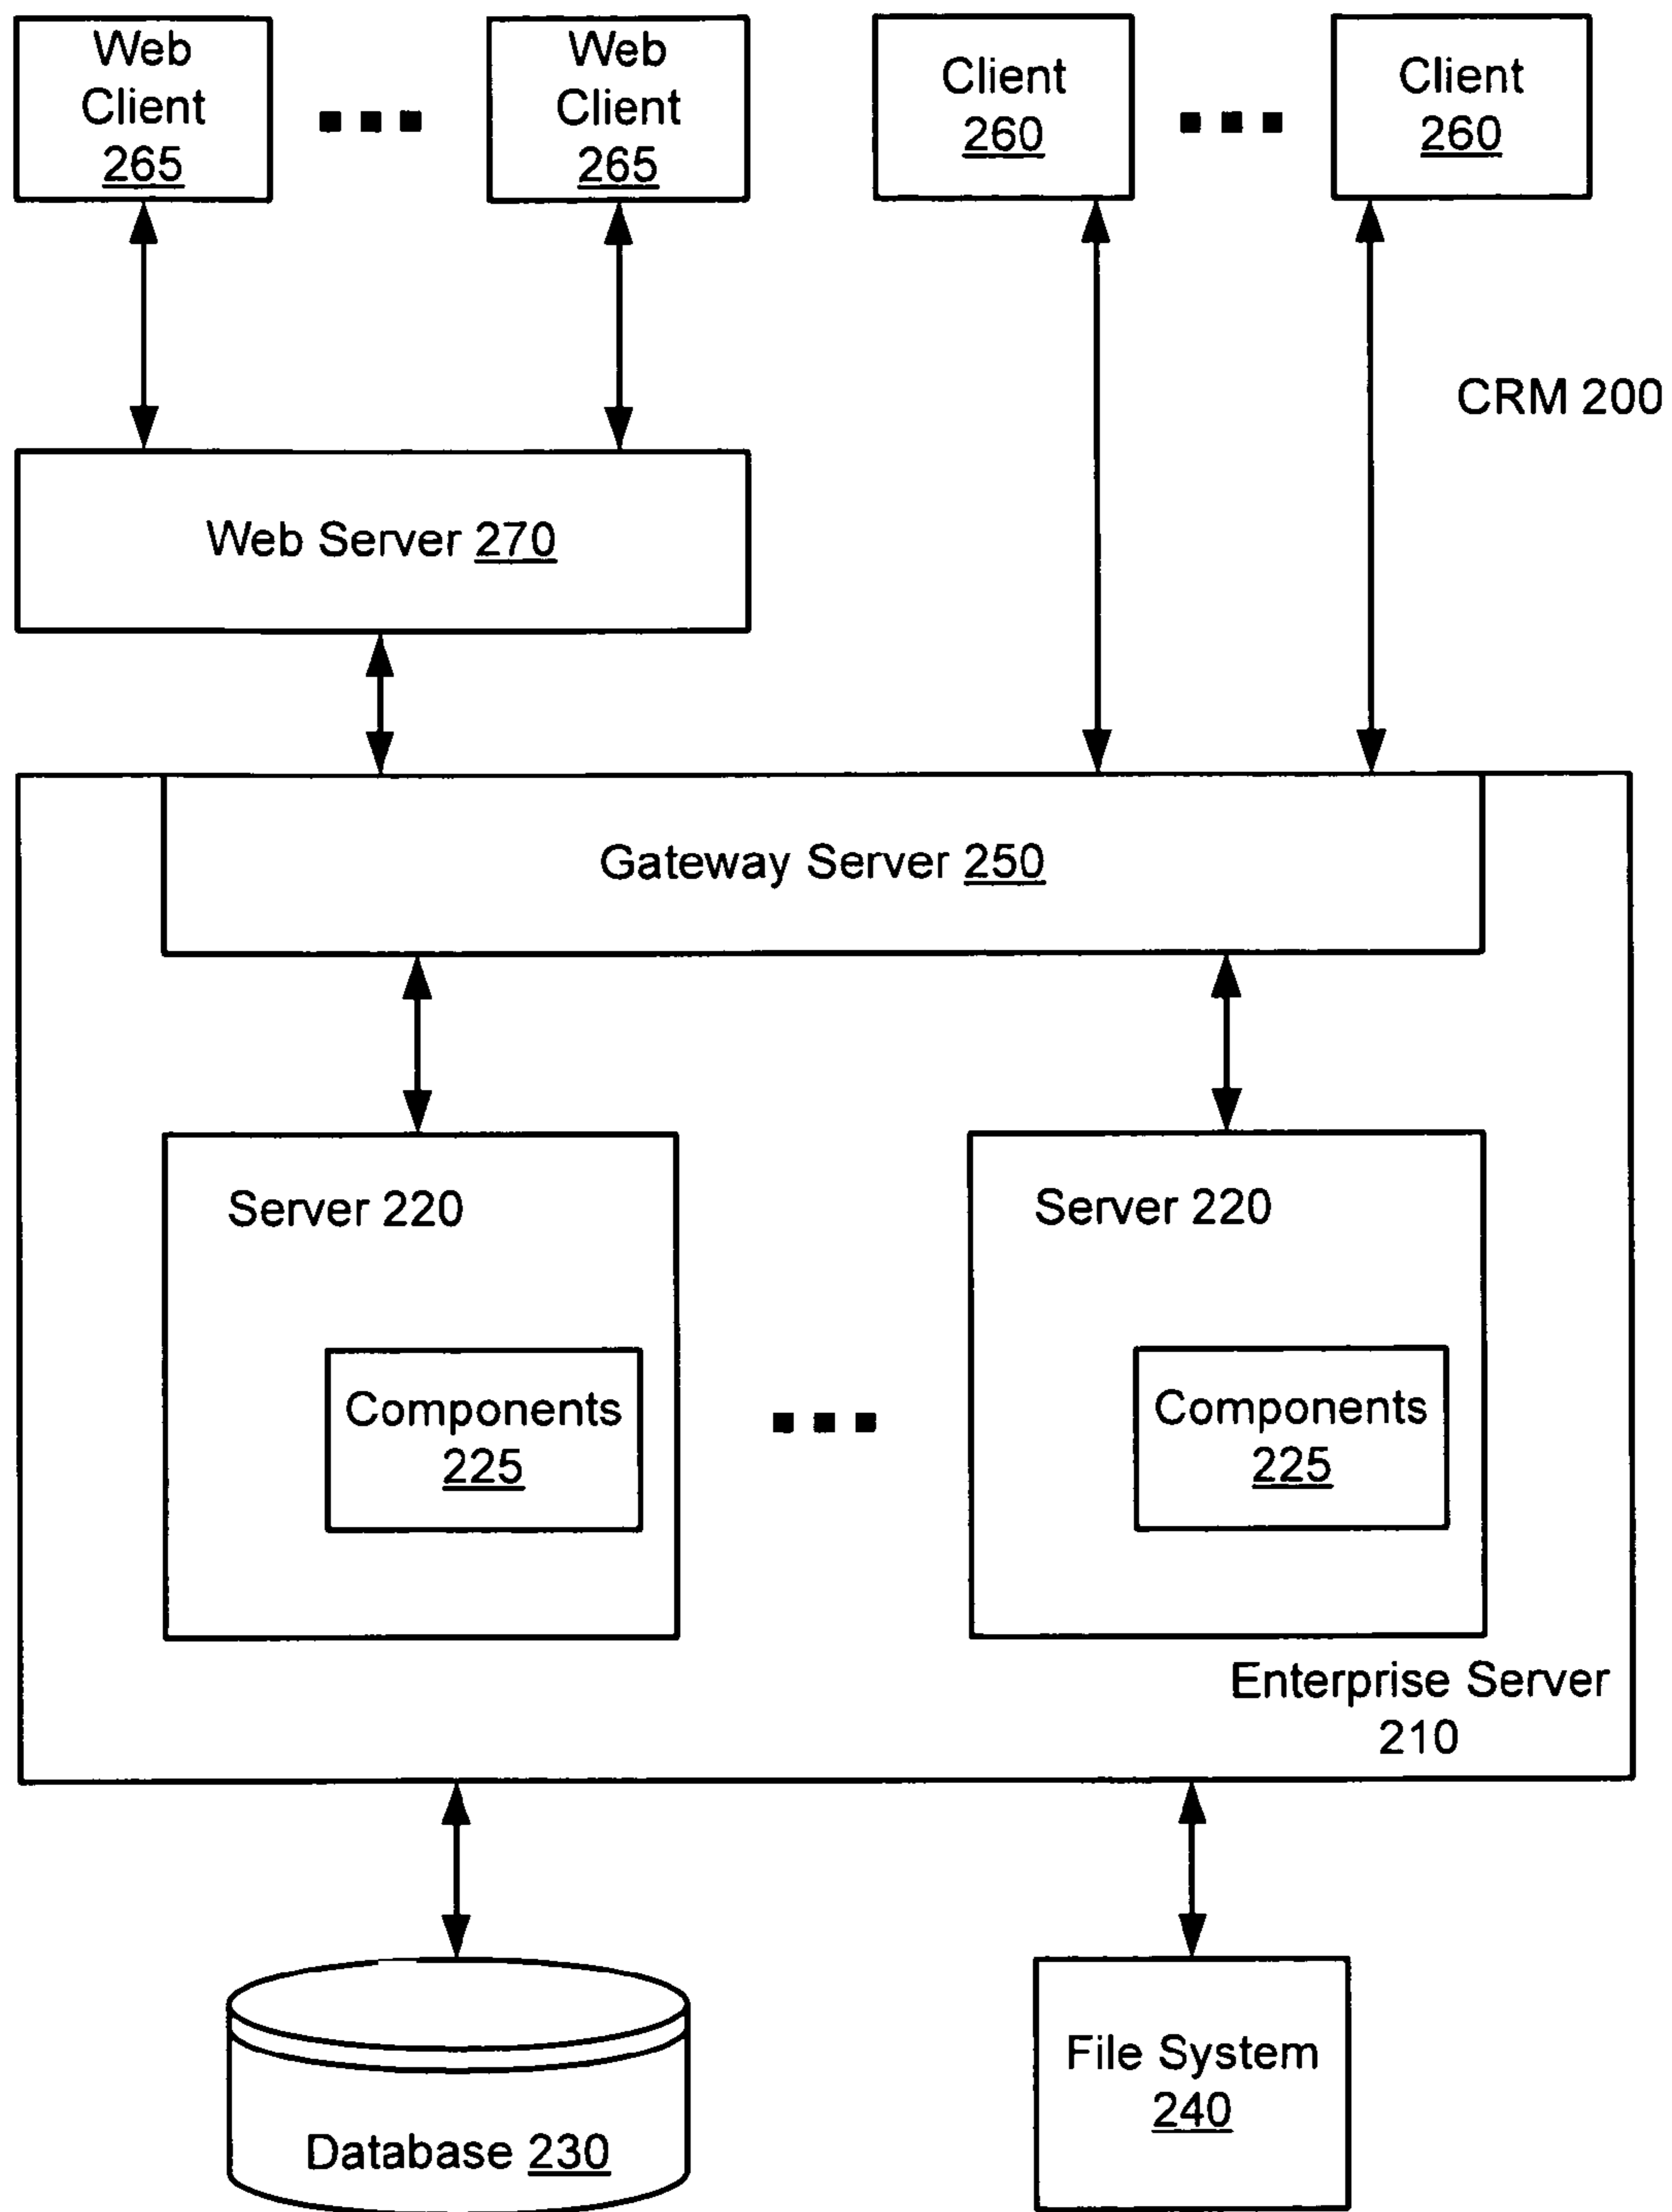 Web
Client
265
Web
Client
265
Client
260
Client
260
CRM 200
Web Server 270
Gateway Server 250
Server 220
Components
225
Server 220
Components
225
Enterprise Server
210
Database 230
File System
240